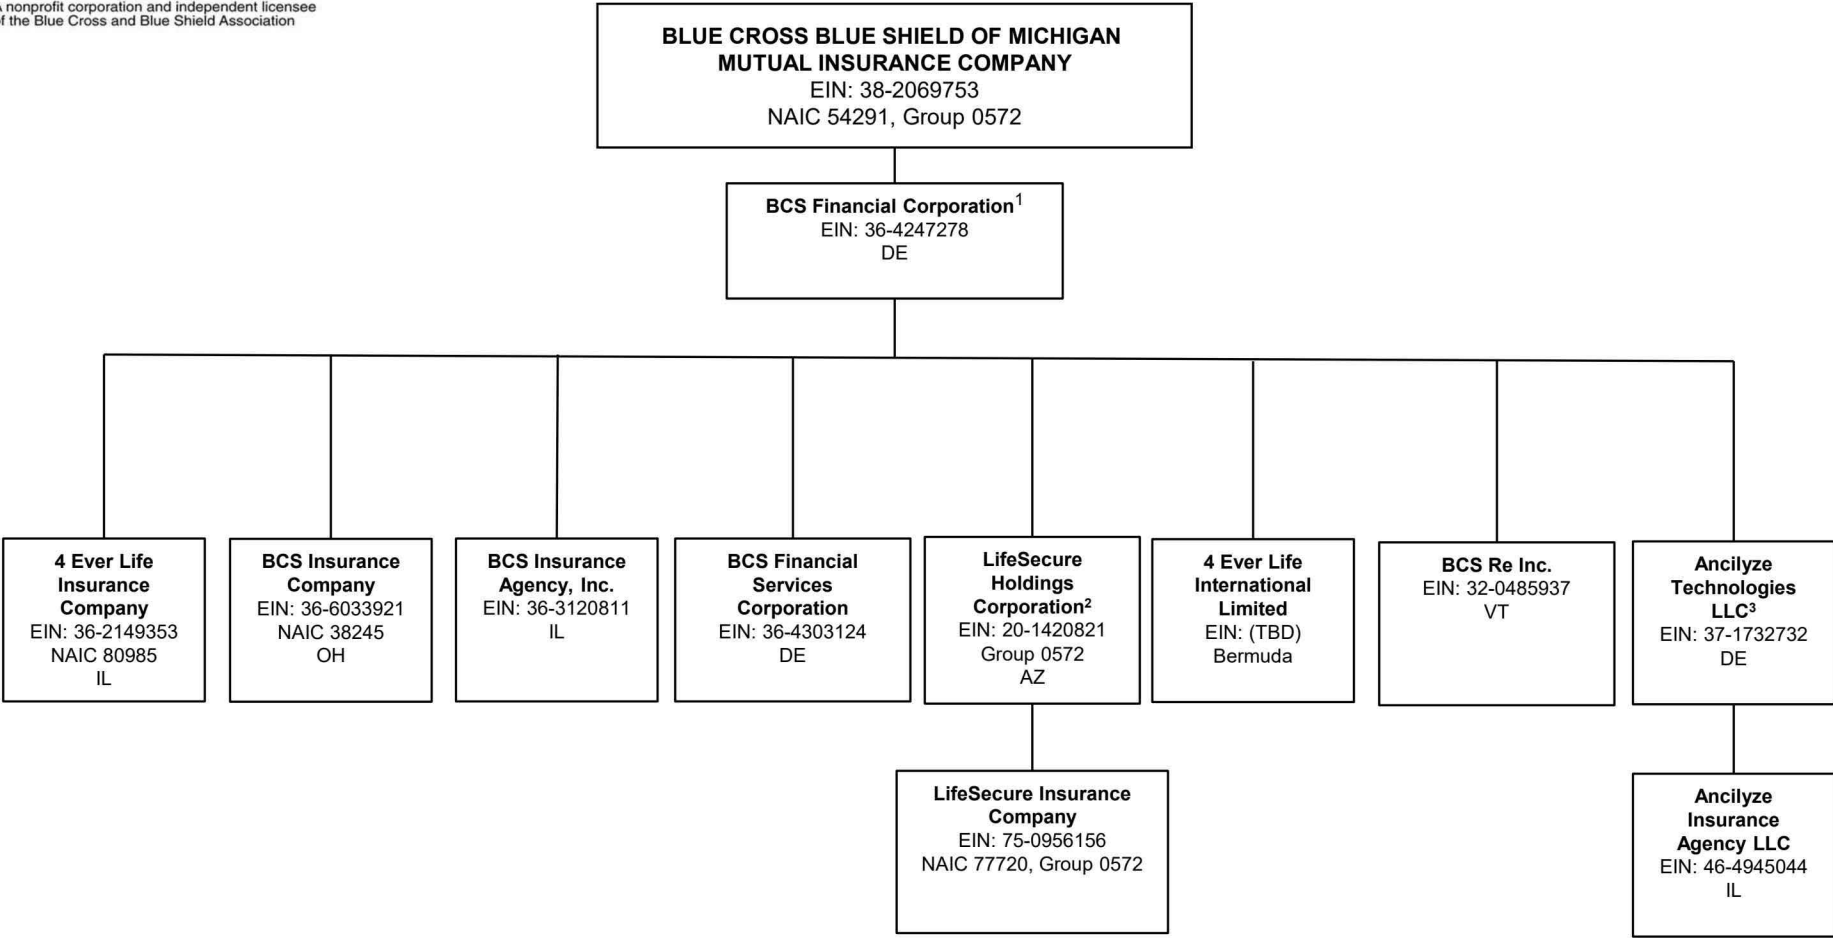 A nonprofit corporation and independent licensee
of the Blue Cross and Blue Shield Association
BLUE CROSS BLUE SHIELD OF MICHIGAN
MUTUAL INSURANCE COMPANY
EIN: 38-2069753
NAIC 54291, Group 0572
BCS Financial Corporation¹
EIN: 36-4247278
DE
4 Ever Life
Insurance
Company
EIN: 36-2149353
NAIC 80985
IL
BCS Insurance
Company
EIN: 36-6033921
NAIC 38245
OH
BCS Insurance
Agency, Inc.
EIN: 36-3120811
IL
BCS Financial
Services
Corporation
EIN: 36-4303124
DE
LifeSecure
Holdings
Corporation²
EIN: 20-1420821
Group 0572
AZ
4 Ever Life
International
Limited
EIN: (TBD)
Bermuda
BCS Re Inc.
EIN: 32-0485937
VT
Ancilyze
Technologies
LLC³
EIN: 37-1732732
DE
LifeSecure Insurance
Company
EIN: 75-0956156
NAIC 77720, Group 0572
Ancilyze
Insurance
Agency LLC
EIN: 46-4945044
IL